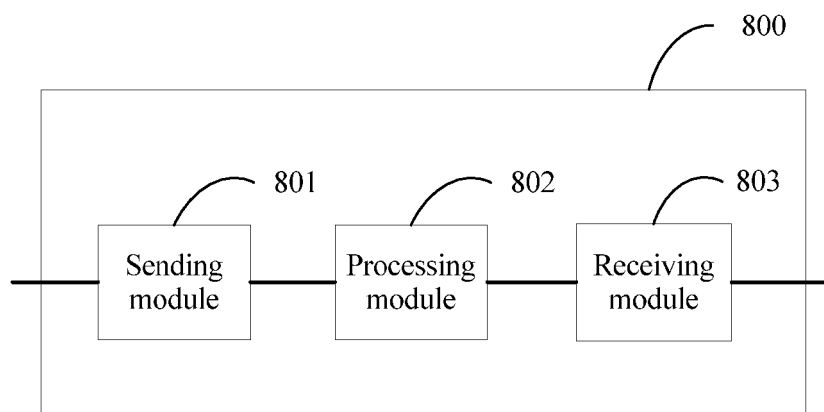 800
801
802
803
Sending
module
Processing
module
Receiving
module